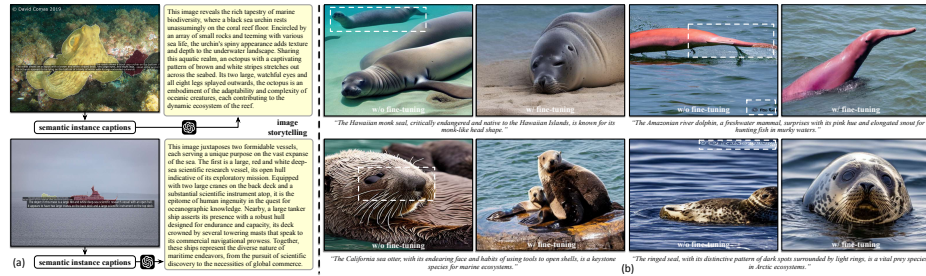 © David Comas 2019
This image reveals the rich tapestry of marine
biodiversity, where a black sea urchin rests
unassumingly on the coral reef floor. Encircled by
an array of small rocks and teeming with various
sea life, the urchin's spiny appearance adds texture
and depth to the underwater landscape. Sharing
this aquatic realm, an octopus with a captivating
pattern of brown and white stripes stretches out
across the seabed. Its two large, watchful eyes and
all eight legs splayed outwards, the octopus is an
embodiment of the adaptability and complexity of
oceanic creatures, each contributing to the
dynamic ecosystem of the reef.
semantic instance captions
image
storytelling
This image juxtaposes two formidable vessels,
each serving a unique purpose on the vast expanse
of the sea. The first is a large, red and white deep-
sea scientific research vessel, its robust hull
indicative of its exploratory mission. Equipped
with two large cranes on the back deck and a
substantial scientific instrument atop, it is the
epitome of human ingenuity in the quest for
oceanographic knowledge. Nearby, a large tanker
ship asserts its presence with a robust hull
designed for endurance and capacity, its deck
crowned by several towering masts that speak to
its commercial navigational prowess. Together,
these ships represent the diverse nature of
maritime endeavors, from the pursuit of scientific
discovery to the necessities of global commerce.
semantic instance captions
(a)
w/o fine-tuning
w/ fine-tuning
"The Hawaiian monk seal, critically endangered and native to the Hawaiian Islands, is known for its
monk-like head shape."
w/o fine-tuning
w/ fine-tuning
"The Amazonian river dolphin, a freshwater mammal, surprises with its pink hue and elongated snout for
hunting fish in murky waters."
w/o fine-tuning
w/ fine-tuning
"The California sea otter, with its endearing face and habits of using tools to open shells, is a keystone
species for marine ecosystems."
w/o fine-tuning
w/ fine-tuning
"The ringed seal, with its distinctive pattern of dark spots surrounded by light rings, is a vital prey species
in Arctic ecosystems."
(b)